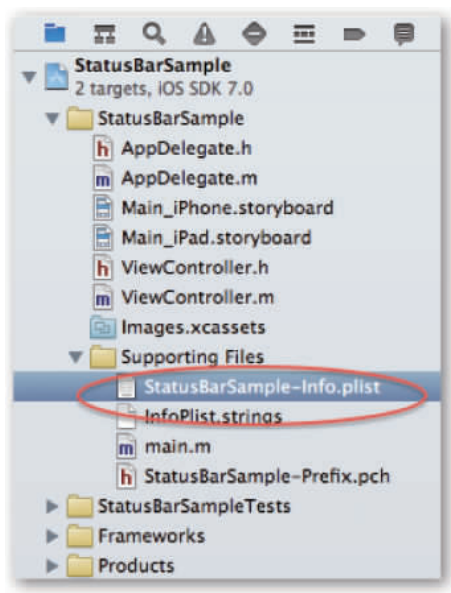 StatusBarSample
2 targets, iOS SDK 7.0
StatusBarSample
h AppDelegate.h
m AppDelegate.m
Main_iPhone.storyboard
Main_iPad.storyboard
h ViewController.h
m ViewController.m
Images.xcassets
Supporting Files
StatusBarSample-Info.plist
InfoPlist.strings
m main.m
h StatusBarSample-Prefix.pch
StatusBarSampleTests
Frameworks
Products